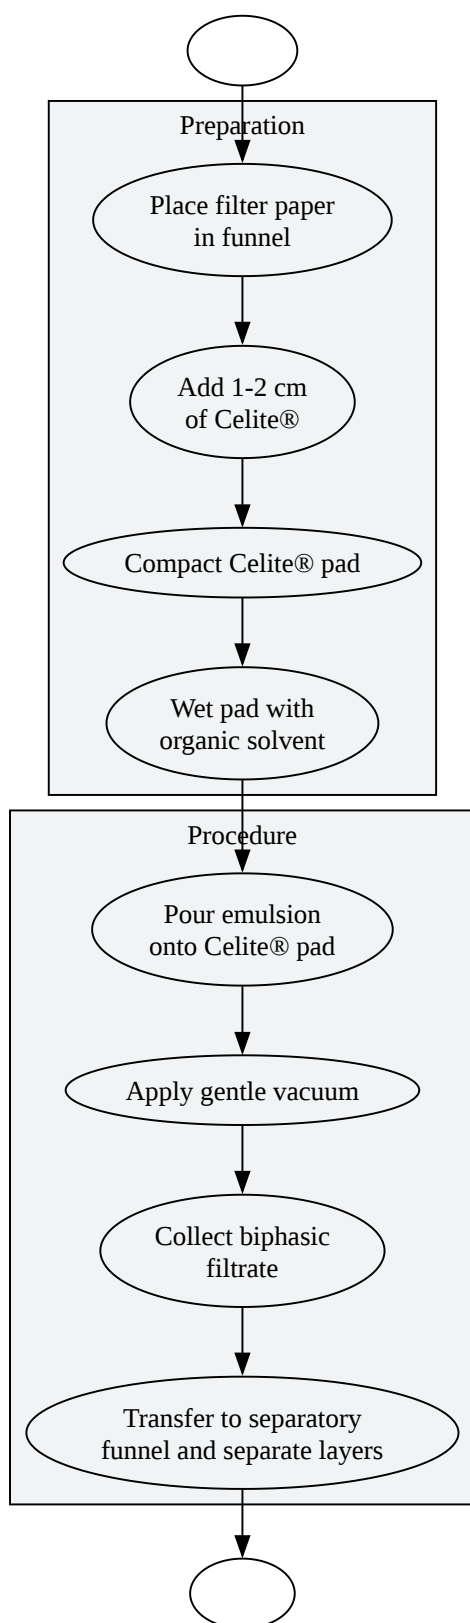 Preparation
Place filter paper
in funnel
Add 1-2 cm
of Celite®
Compact Celite® pad
Wet pad with
organic solvent
Procedure
Pour emulsion
onto Celite® pad
Apply gentle vacuum
Collect biphasic
filtrate
Transfer to separatory
funnel and separate layers